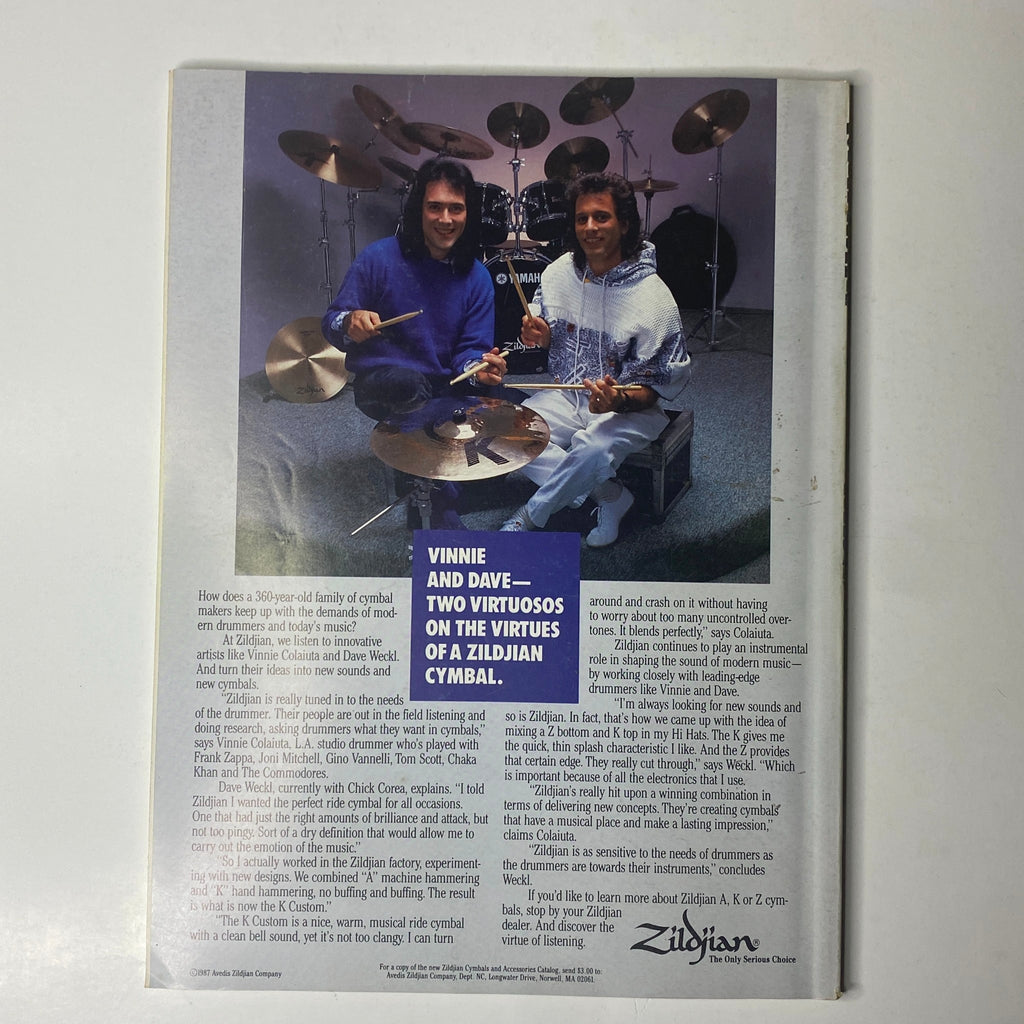 YAMAHA
Zildjian
Zildjian
K
VINNIE
AND DAVE—
TWO VIRTUOSOS
ON THE VIRTUES
OF A ZILDJIAN
CYMBAL.
How does a 360-year-old family of cymbal
makers keep up with the demands of mod-
ern drummers and today's music?
At Zildjian, we listen to innovative
artists like Vinnie Colaiuta and Dave Weckl.
And turn their ideas into new sounds and
new cymbals.
"Zildjian is really tuned in to the needs
of the drummer. Their people are out in the field listening and
doing research, asking drummers what they want in cymbals,"
says Vinnie Colaiuta, L.A. studio drummer who's played with
Frank Zappa, Joni Mitchell, Gino Vannelli, Tom Scott, Chaka
Khan and The Commodores.
Dave Weckl, currently with Chick Corea, explains. "I told
Zildjian I wanted the perfect ride cymbal for all occasions.
One that had just the right amounts of brilliance and attack, but
not too pingy. Sort of a dry definition that would allow me to
carry out the emotion of the music."
"So I actually worked in the Zildjian factory, experiment-
ing with new designs. We combined "A" machine hammering
and "K" hand hammering, no buffing and buffing. The result
is what is now the K Custom."
"The K Custom is a nice, warm, musical ride cymbal
with a clean bell sound, yet it's not too clangy. I can turn
around and crash on it without having
to worry about too many uncontrolled over-
tones. It blends perfectly," says Colaiuta.
Zildjian continues to play an instrumental
role in shaping the sound of modern music—
by working closely with leading-edge
drummers like Vinnie and Dave.
"I'm always looking for new sounds and
so is Zildjian. In fact, that's how we came up with the idea of
mixing a Z bottom and K top in my Hi Hats. The K gives me
the quick, thin splash characteristic I like. And the Z provides
that certain edge. They really cut through," says Weckl. "Which
is important because of all the electronics that I use.
"Zildjian's really hit upon a winning combination in
terms of delivering new concepts. They're creating cymbals
that have a musical place and make a lasting impression,"
claims Colaiuta.
"Zildjian is as sensitive to the needs of drummers as
the drummers are towards their instruments," concludes
Weckl.
If you'd like to learn more about Zildjian A, K or Z cym-
bals, stop by your Zildjian
dealer. And discover the
virtue of listening.
Zildjian®
The Only Serious Choice
©1987 Avedis Zildjian Company
For a copy of the new Zildjian Cymbals and Accessories Catalog, send $3.00 to:
Avedis Zildjian Company, Dept. NC, Longwater Drive, Norwell, MA 02061.